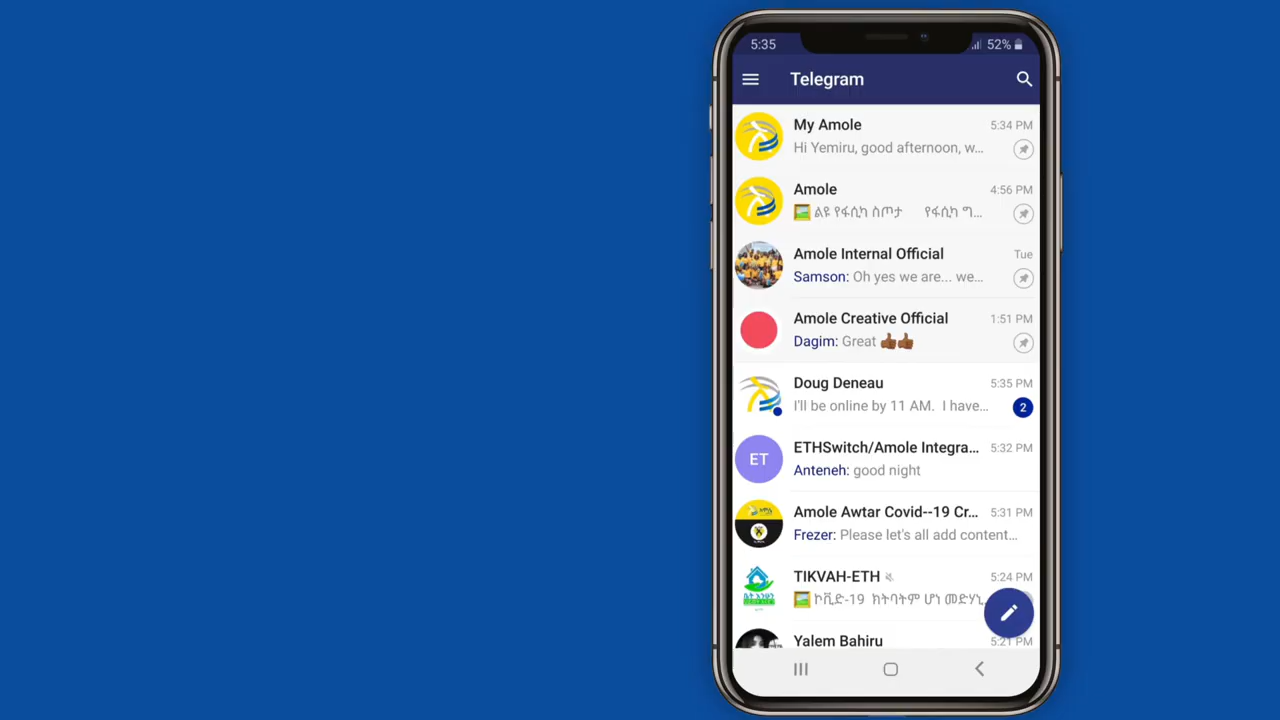 5:35
52%
Telegram
My Amole
5:34 PM
Hi Yemiru, good afternoon, w...
Amole
4:56 PM
ልዩ የፋሲካ ስጦታ የፋሲካ ግ...
Amole Internal Official
Tue
Samson: Oh yes we are... we...
Amole Creative Official
1:51 PM
Dagim: Great
Doug Deneau
5:35 PM
I'll be online by 11 AM. I have...
2
ET
ETHSwitch/Amole Integra...
5:32 PM
Anteneh: good night
Amole Awtar Covid--19 Cr...
5:31 PM
Frezer: Please let's all add content...
TIKVAH-ETH
5:24 PM
ኮቪድ-19 ክትባትም ሆነ መድሃኒ...
Yalem Bahiru
5:21 PM